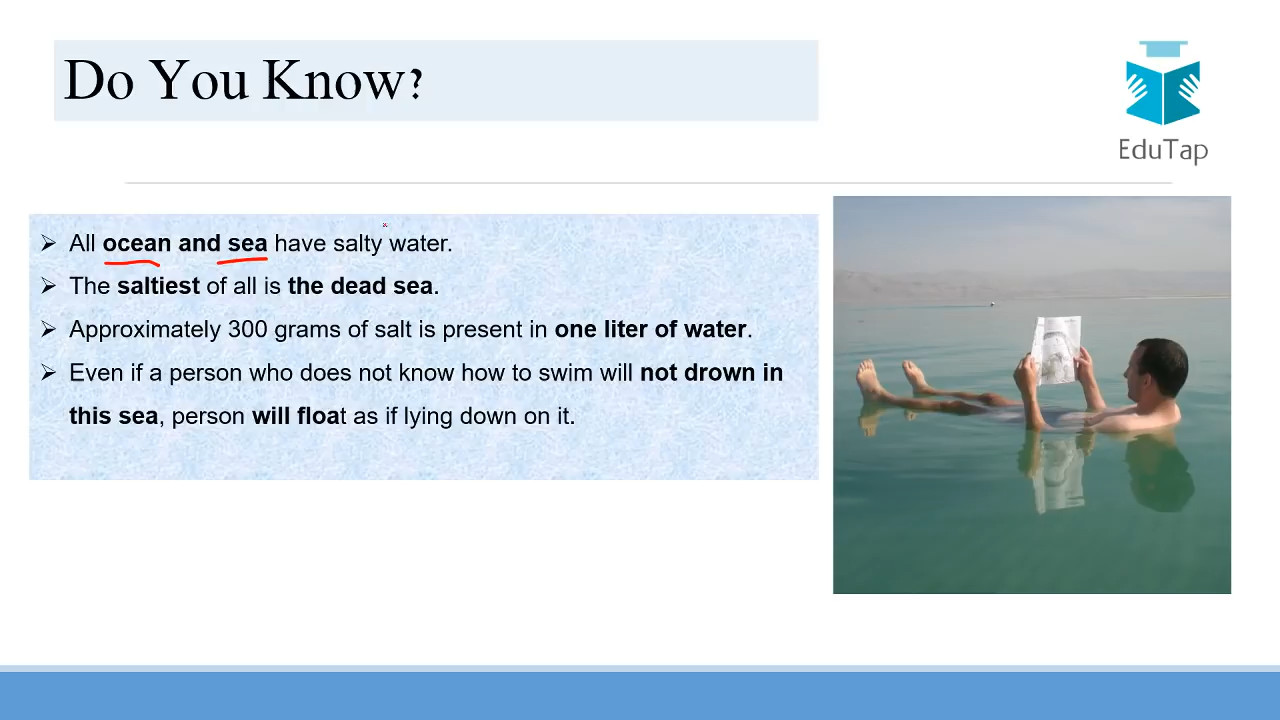 Do You Know?
EduTap
➢ All ocean and sea have salty water.
➢ The saltiest of all is the dead sea.
➢ Approximately 300 grams of salt is present in one liter of water.
➢ Even if a person who does not know how to swim will not drown in
this sea, person will float as if lying down on it.